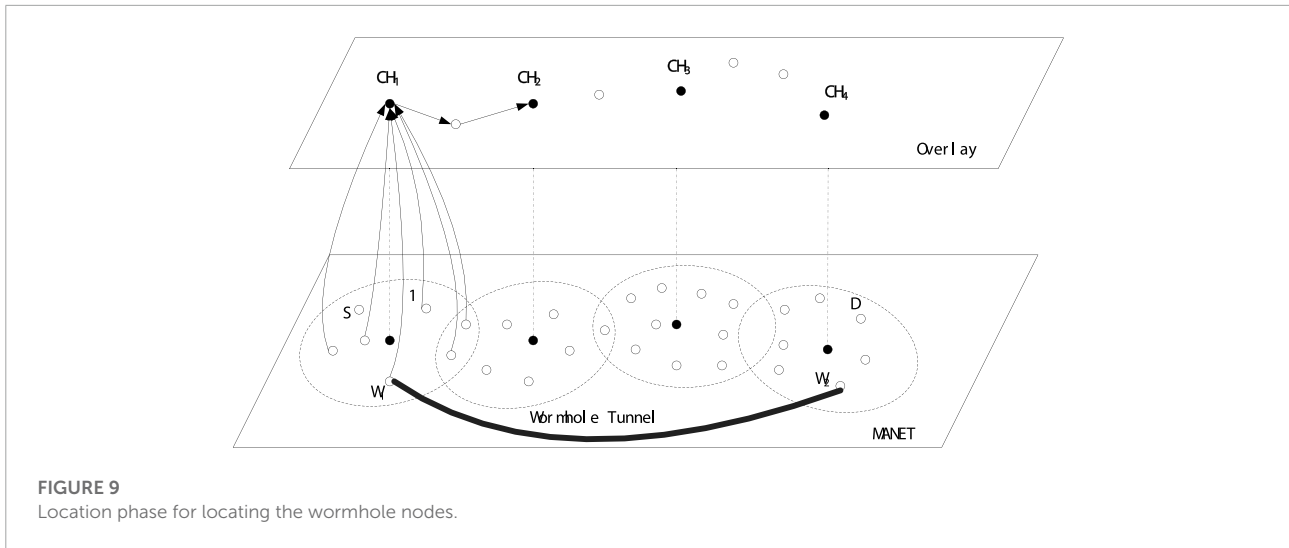 CH1
CH2
CH3
CH4
Overlay
S
1
D
W1
W2
Wormhole Tunnel
MANET
FIGURE 9
Location phase for locating the wormhole nodes.